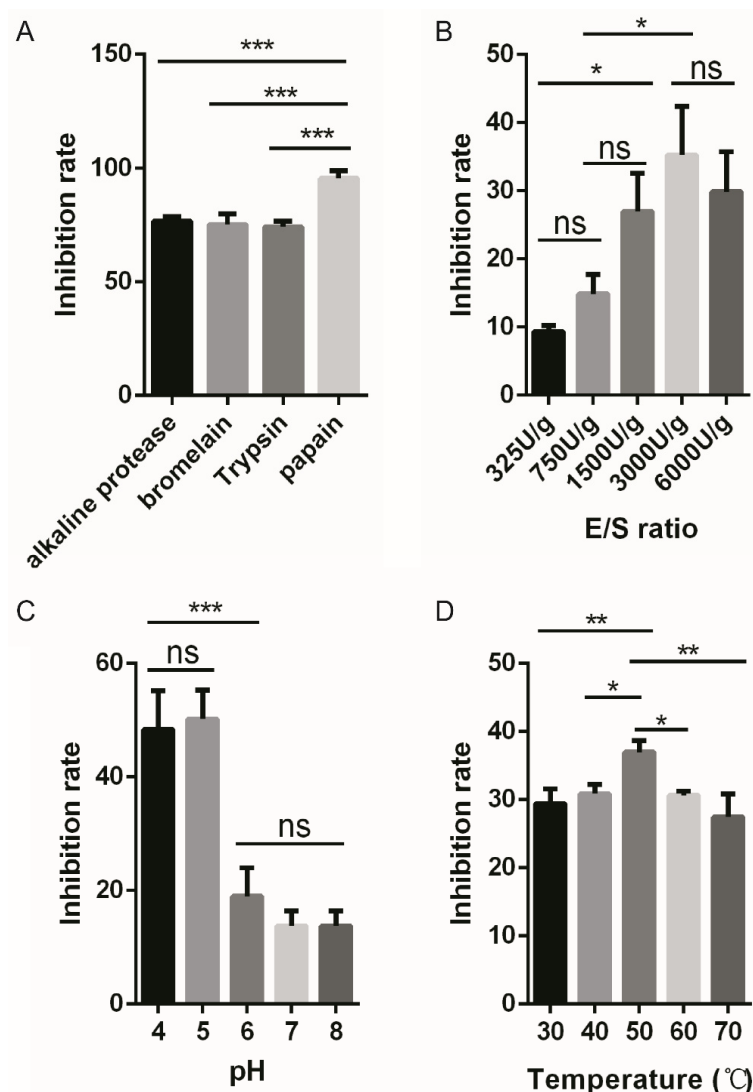 A
***
***
***
150
100
50
0
Inhibition rate
alkaline protease
bromelain
Trypsin
papain
B
*
*
ns
ns
ns
50
40
30
20
10
0
Inhibition rate
325U/g
750U/g
1500U/g
3000U/g
6000U/g
E/S ratio
C
***
ns
ns
60
40
20
0
Inhibition rate
4 5 6 7 8
pH
D
**
**
*
*
50
40
30
20
10
0
Inhibition rate
30 40 50 60 70
Temperature (℃)